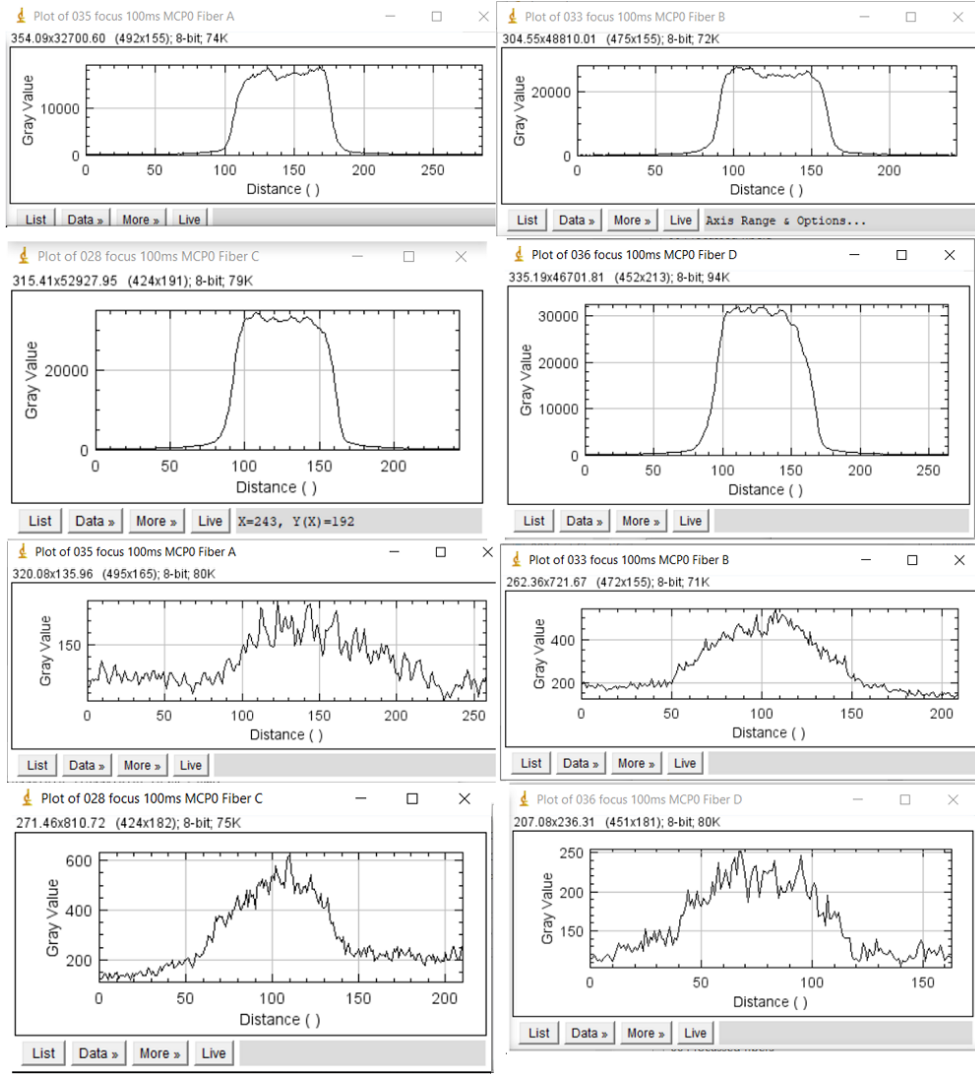 Plot of 035 focus 100ms MCP0 Fiber A
354.09x32700.60 (492x155); 8-bit; 74K
10000
0
Gray Value
0 50 100 150 200 250
Distance ( )
List Data » More » Live
Plot of 033 focus 100ms MCP0 Fiber B
304.55x48810.01 (475x155); 8-bit; 72K
20000
0
Gray Value
0 50 100 150 200
Distance ( )
List Data » More » Live Axis Range & Options...
Plot of 028 focus 100ms MCP0 Fiber C
315.41x52927.95 (424x191); 8-bit; 79K
20000
0
Gray Value
0 50 100 150 200
Distance ( )
List Data » More » Live X=243, Y(X)=192
Plot of 036 focus 100ms MCP0 Fiber D
335.19x46701.81 (452x213); 8-bit; 94K
30000
20000
10000
0
Gray Value
0 50 100 150 200 250
Distance ( )
List Data » More » Live
Plot of 035 focus 100ms MCP0 Fiber A
320.08x135.96 (495x165); 8-bit; 80K
150
Gray Value
0 50 100 150 200 250
Distance ( )
List Data » More » Live
Plot of 033 focus 100ms MCP0 Fiber B
262.36x721.67 (472x155); 8-bit; 71K
400
200
Gray Value
0 50 100 150 200
Distance ( )
List Data » More » Live
Plot of 028 focus 100ms MCP0 Fiber C
271.46x810.72 (424x182); 8-bit; 75K
600
400
200
Gray Value
0 50 100 150 200
Distance ( )
List Data » More » Live
Plot of 036 focus 100ms MCP0 Fiber D
207.08x236.31 (451x181); 8-bit; 80K
250
200
150
Gray Value
0 50 100 150
Distance ( )
List Data » More » Live